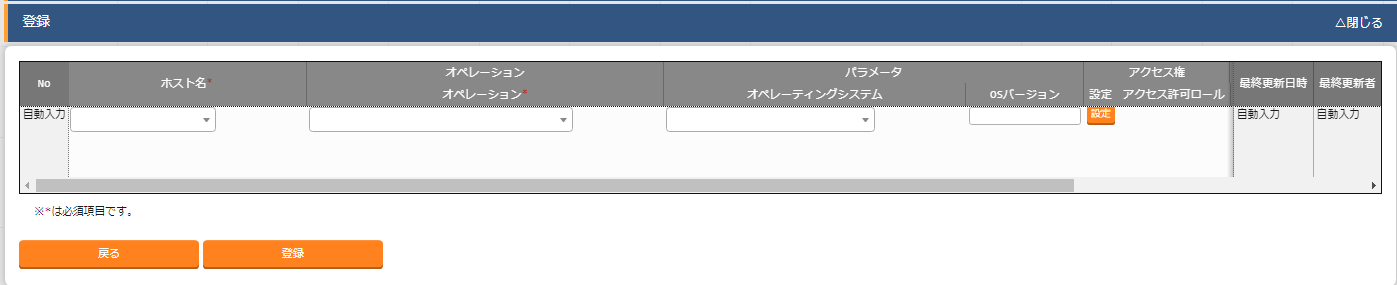 登録
△閉じる
No ホスト名* オペレーション パラメータ アクセス権 最終更新日時 最終更新者
オペレーション* オペレーティングシステム OSバージョン 設定 アクセス許可ロール
自動入力 設定 自動入力 自動入力
※*は必須項目です。
戻る 登録